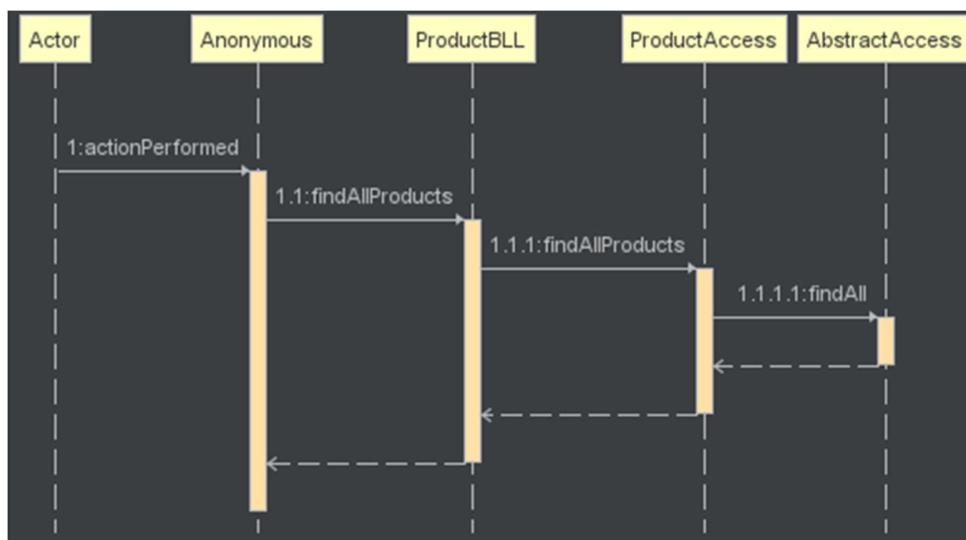 Actor
Anonymous
ProductBLL
ProductAccess
AbstractAccess
1:actionPerformed
1.1:findAllProducts
1.1.1:findAllProducts
1.1.1.1:findAll